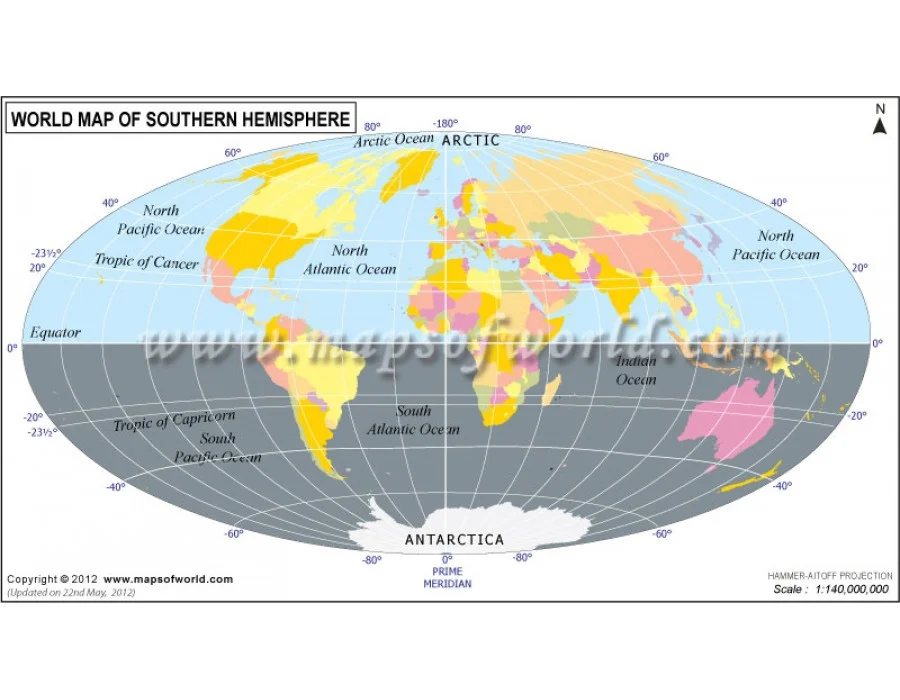 WORLD MAP OF SOUTHERN HEMISPHERE
N
-180°
80°
80°
Arctic Ocean
ARCTIC
60°
60°
40°
40°
North
Pacific Ocean
North
Atlantic Ocean
North
Pacific Ocean
-23½°
Tropic of Cancer
20°
20°
Equator
www.mapsofworld.com
0°
0°
Indian
Ocean
-20°
-20°
-23½°
Tropic of Capricorn
South
Atlantic Ocean
South
Pacific Ocean
-40°
-40°
-60°
-60°
ANTARCTICA
-80°
0°
-80°
PRIME
MERIDIAN
Copyright © 2012 www.mapsofworld.com
(Updated on 22nd May, 2012)
HAMMER-AITOFF PROJECTION
Scale : 1:140,000,000